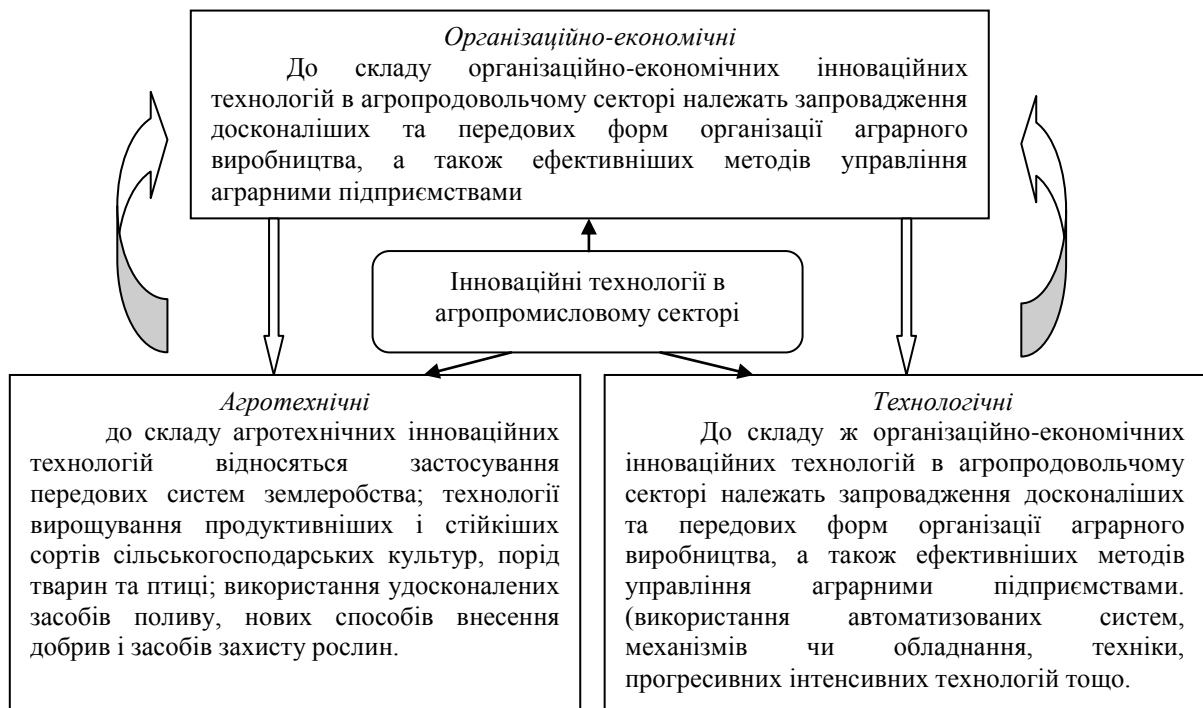 Організаційно-економічні
До складу організаційно-економічних інноваційних
технологій в агропродовольчому секторі належать запровадження
досконаліших та передових форм організації аграрного
виробництва, а також ефективніших методів управління
аграрними підприємствами
Інноваційні технології в
агропромисловому секторі
Агротехнічні
до складу агротехнічних інноваційних
технологій відносяться застосування
передових систем землеробства; технології
вирощування продуктивніших і стійкіших
сортів сільськогосподарських культур, порід
тварин та птиці; використання удосконалених
засобів поливу, нових способів внесення
добрив і засобів захисту рослин.
Технологічні
До складу ж організаційно-економічних
інноваційних технологій в агропродовольчому
секторі належать запровадження досконаліших
та передових форм організації аграрного
виробництва, а також ефективніших методів
управління аграрними підприємствами.
(використання автоматизованих систем,
механізмів чи обладнання, техніки,
прогресивних інтенсивних технологій тощо.